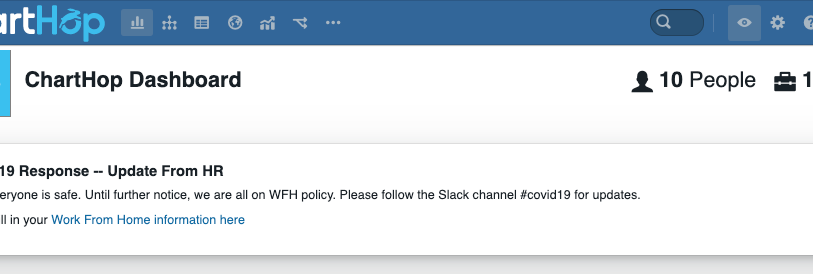 artHop
ChartHop Dashboard
10 People
1
19 Response -- Update From HR
eryone is safe. Until further notice, we are all on WFH policy. Please follow the Slack channel #covid19 for updates.
ll in your Work From Home information here